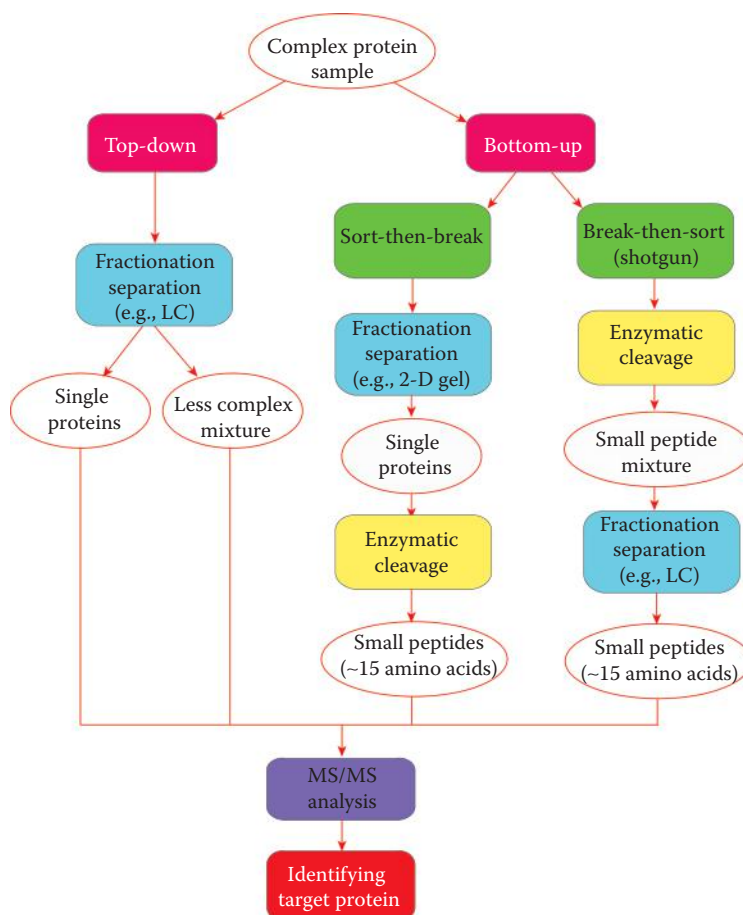 Complex protein
sample
Top-down
Bottom-up
Sort-then-break
Break-then-sort
(shotgun)
Fractionation
separation
(e.g., LC)
Fractionation
separation
(e.g., 2-D gel)
Enzymatic
cleavage
Single
proteins
Less complex
mixture
Single
proteins
Small peptide
mixture
Enzymatic
cleavage
Fractionation
separation
(e.g., LC)
Small peptides
(~15 amino acids)
Small peptides
(~15 amino acids)
MS/MS
analysis
Identifying
target protein